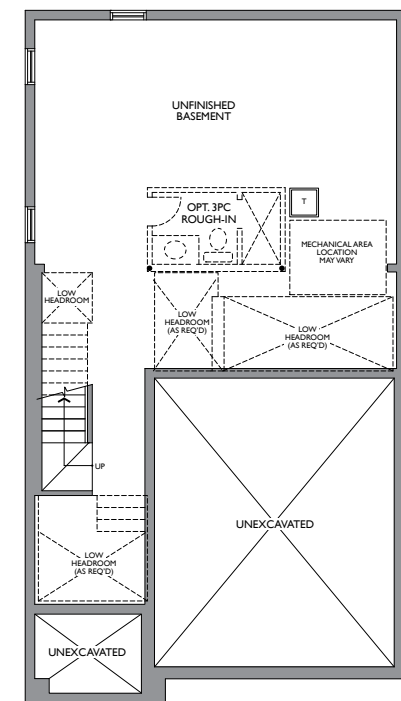 UNFINISHED
BASEMENT
OPT. 3PC
ROUGH-IN
T
MECHANICAL AREA
LOCATION
MAY VARY
LOW
HEADROOM
LOW
HEADROOM
(AS REQ'D)
LOW
HEADROOM
(AS REQ'D)
UP
UNEXCAVATED
LOW
HEADROOM
(AS REQ'D)
UNEXCAVATED